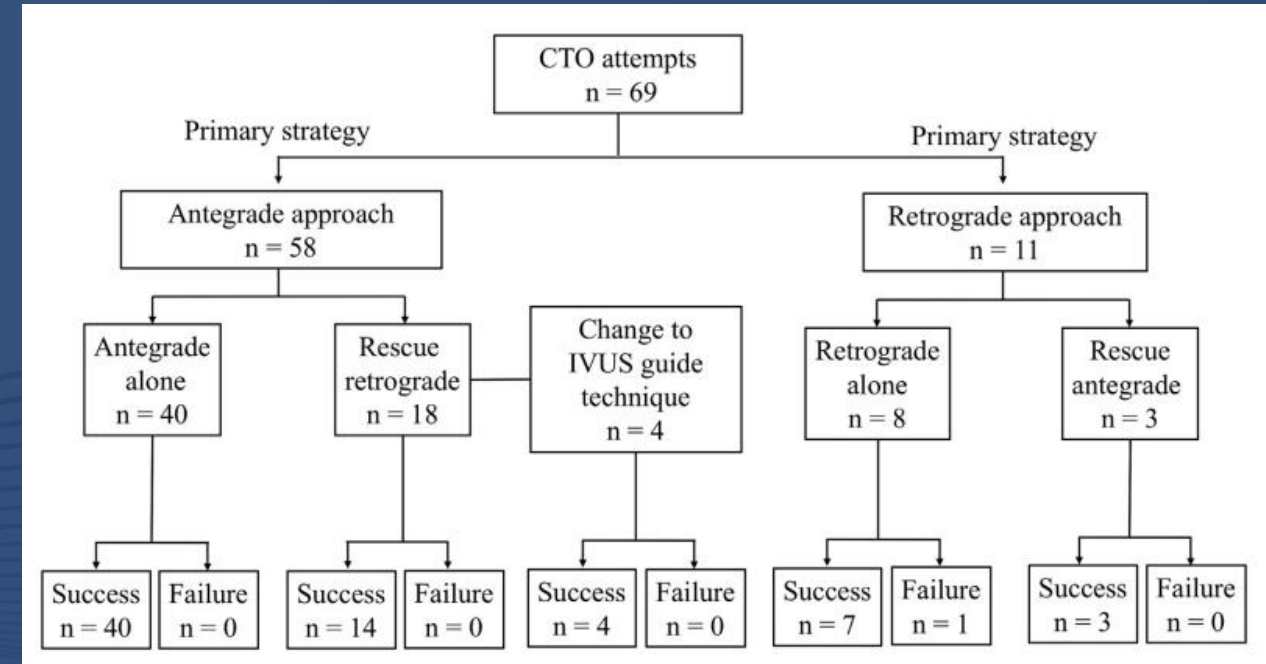 CTO attempts
n = 69
Primary strategy
Primary strategy
Antegrade approach
n = 58
Retrograde approach
n = 11
Antegrade
alone
n = 40
Rescue
retrograde
n = 18
Change to
IVUS guide
technique
n = 4
Retrograde
alone
n = 8
Rescue
antegrade
n = 3
Success
n = 40
Failure
n = 0
Success
n = 14
Failure
n = 0
Success
n = 4
Failure
n = 0
Success
n = 7
Failure
n = 1
Success
n = 3
Failure
n = 0